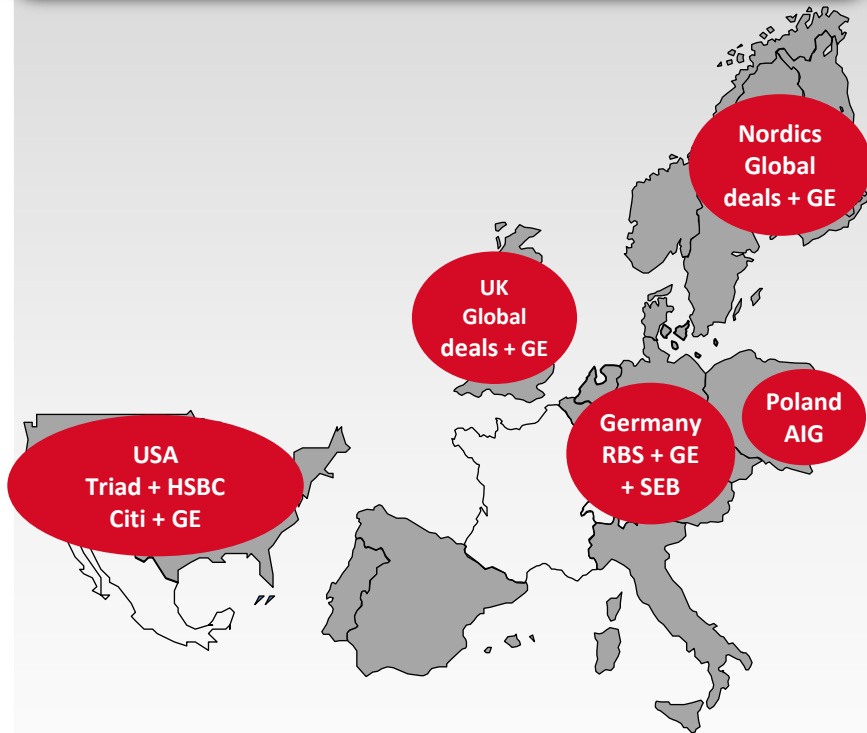 Nordics
Global
deals + GE
UK
Global
deals + GE
Poland
AIG
Germany
RBS + GE
+ SEB
USA
Triad + HSBC
Citi + GE